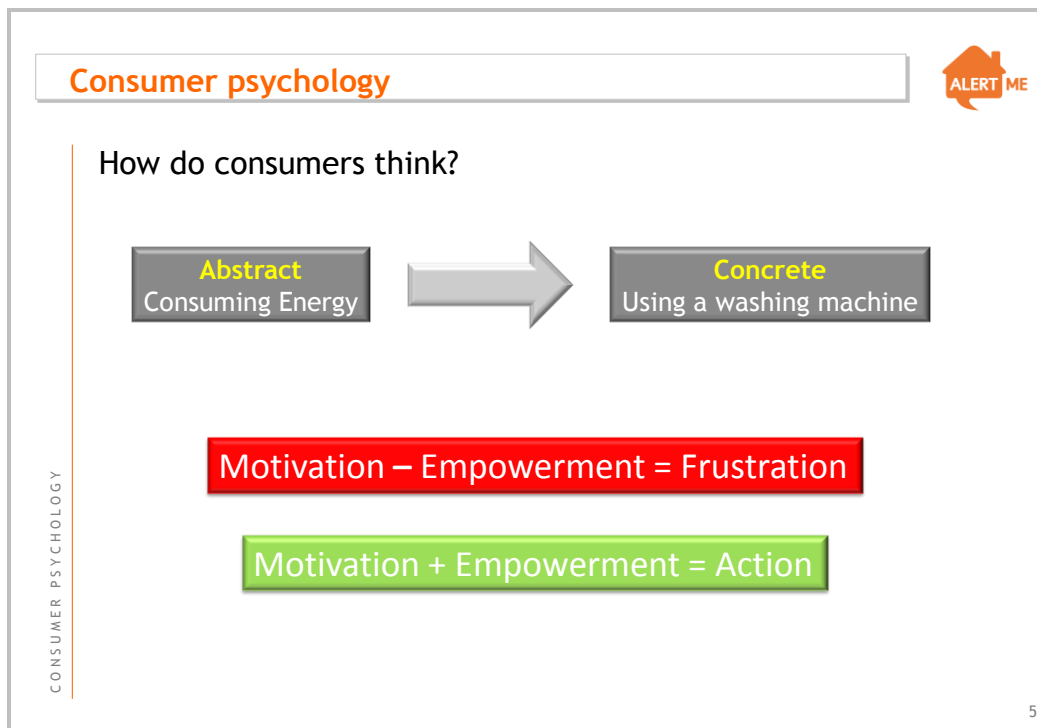 Consumer psychology
ALERT ME
How do consumers think?
Abstract
Consuming Energy
Concrete
Using a washing machine
Motivation – Empowerment = Frustration
Motivation + Empowerment = Action
CONSUMER PSYCHOLOGY
5